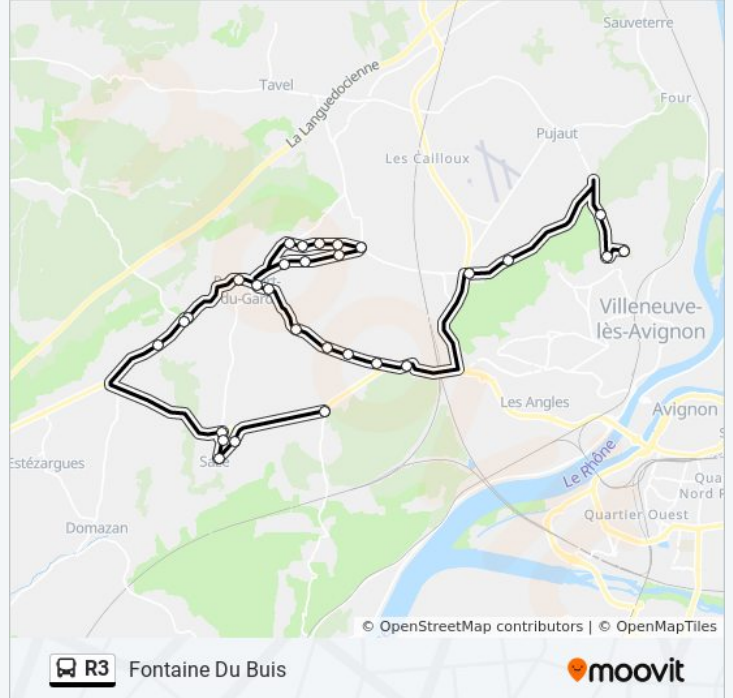 Sauveterre
Tavel
La Languedocienne
Four
Pujaut
Les Cailloux
du-Gard
Villeneuve-
lès-Avignon
Les Angles
Avignon
Estézargues
Saze
Le Rhône
Qua
Nord F
Quartier Ouest
Domazan
© OpenStreetMap contributors | © OpenMapTiles
R3 Fontaine Du Buis
moovit